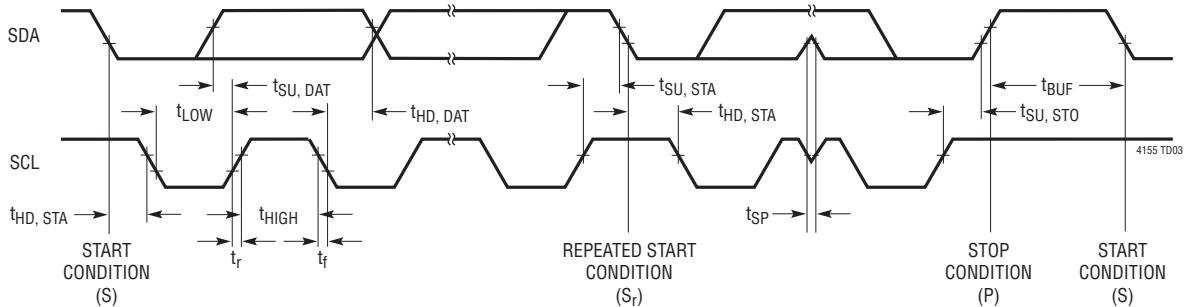 SDA
tSU, DAT
tSU, STA
tBUF
tLOW
tHD, DAT
tHD, STA
tSU, STO
4155 TD03
SCL
tHD, STA
tHIGH
tSP
tr
tf
START
CONDITION
(S)
REPEATED START
CONDITION
(Sr)
STOP
CONDITION
(P)
START
CONDITION
(S)